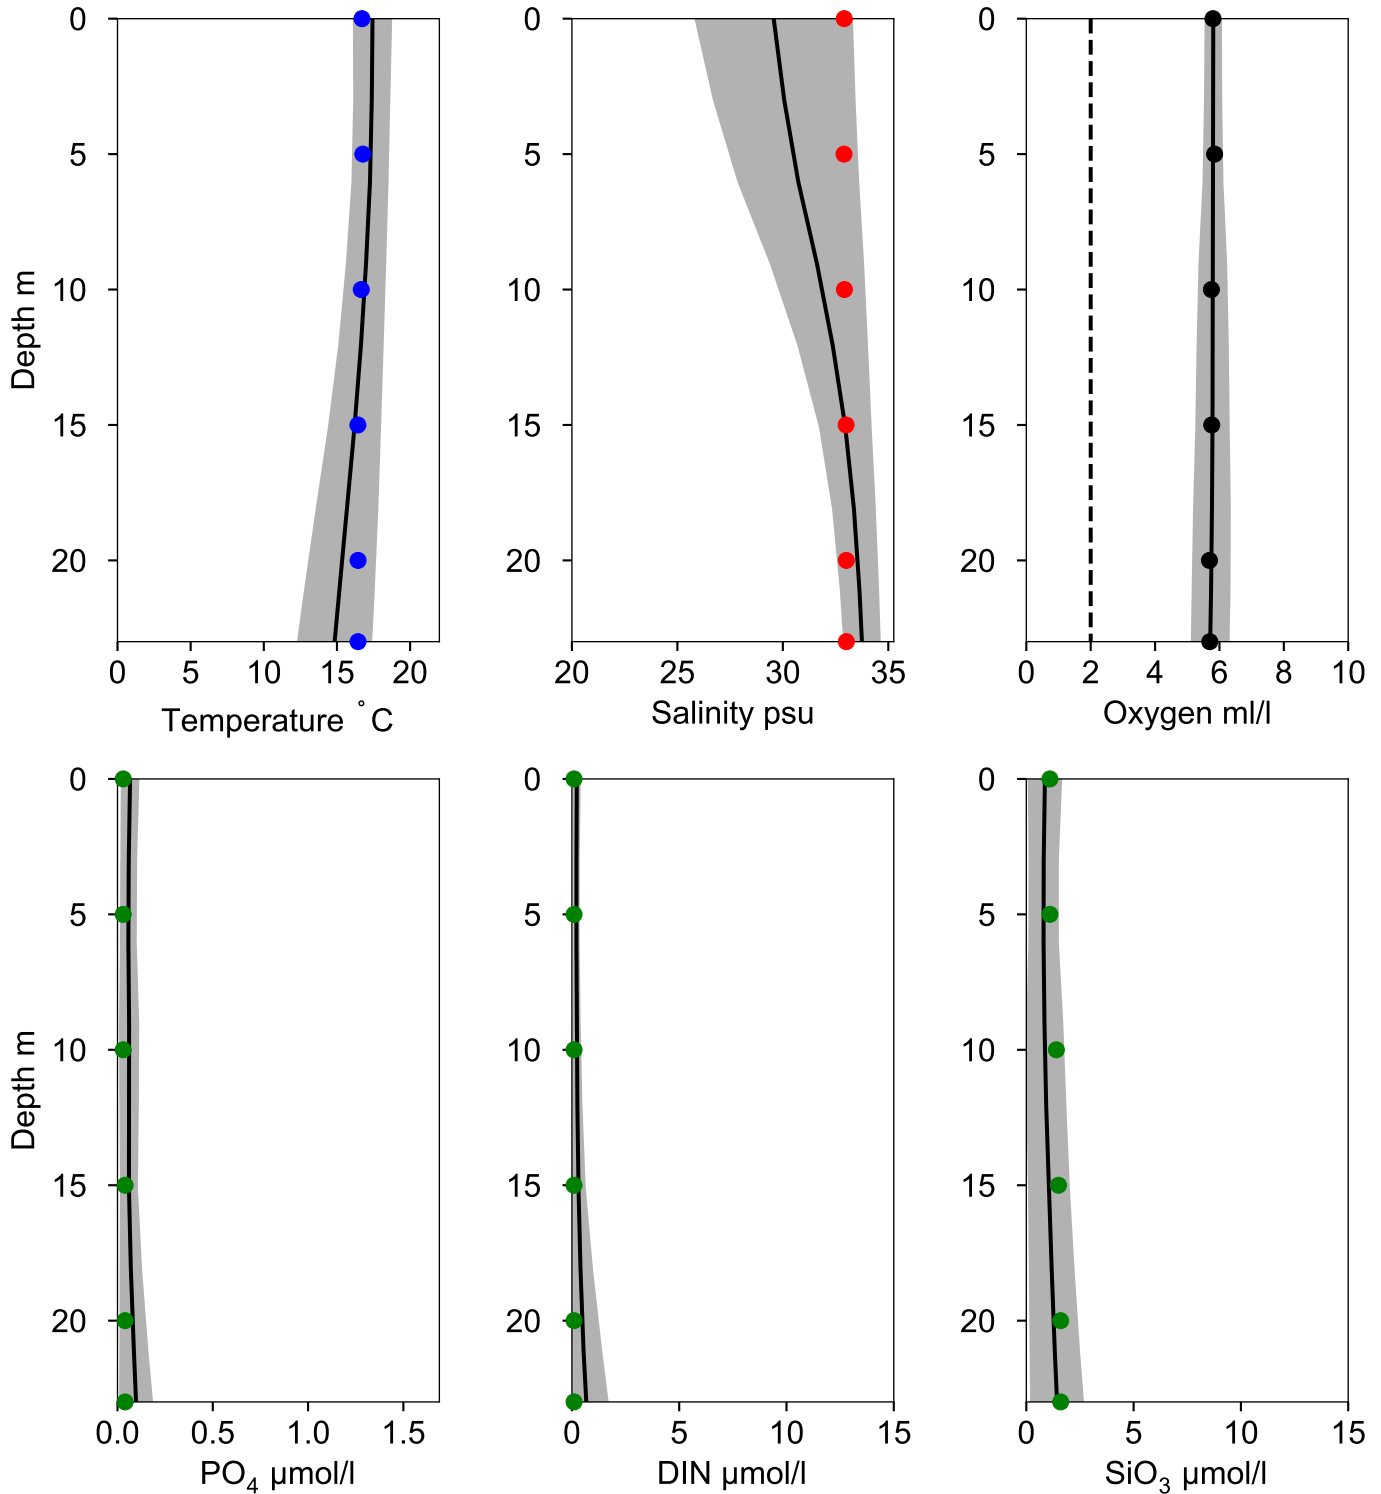 0
5
10
15
20
Depth m
0 5 10 15 20
Temperature °C
0
5
10
15
20
20 25 30 35
Salinity psu
0
5
10
15
20
0 2 4 6 8 10
Oxygen ml/l
0
5
10
15
20
Depth m
0.0 0.5 1.0 1.5
PO4 µmol/l
0
5
10
15
20
0 5 10 15
DIN µmol/l
0
5
10
15
20
0 5 10 15
SiO3 µmol/l